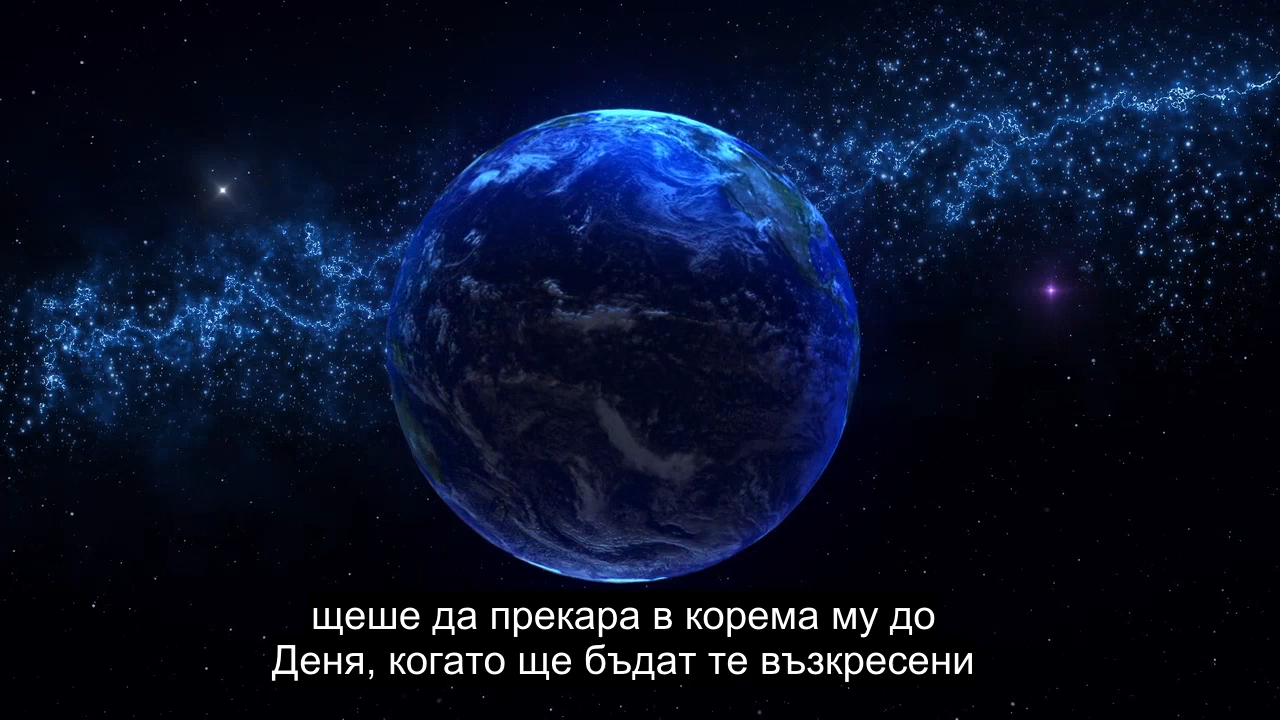 щеше да прекара в корема му до
Деня, когато ще бъдат те възкресени